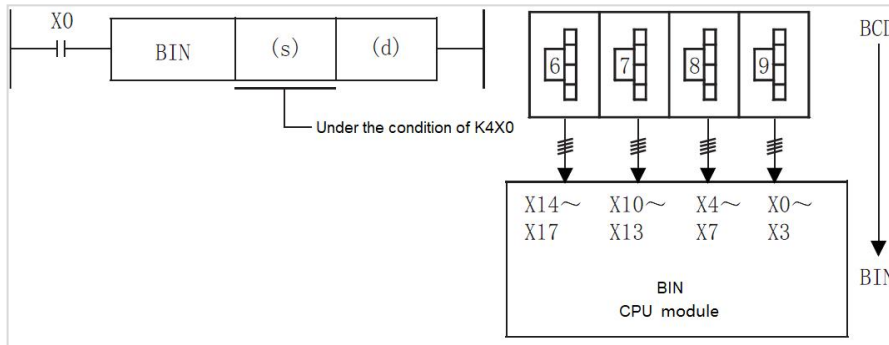 X0
BIN (s) (d)
Under the condition of K4X0
6 7 8 9
BCD
X14～ X10～ X4～ X0～
X17 X13 X7 X3
BIN
CPU module
BIN